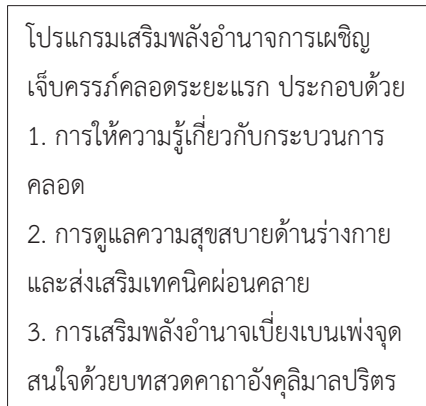 โปรแกรมเสริมพลังอำนาจการเผชิญ
เจ็บครรภ์คลอดระยะแรก ประกอบด้วย
1. การให้ความรู้เกี่ยวกับกระบวนการ
คลอด
2. การดูแลความสุขสบายด้านร่างกาย
และส่งเสริมเทคนิคผ่อนคลาย
3. การเสริมพลังอำนาจเบี่ยงเบนเพ่งจุด
สนใจด้วยบทสวดคาถาอังคุลิมาลปริตร